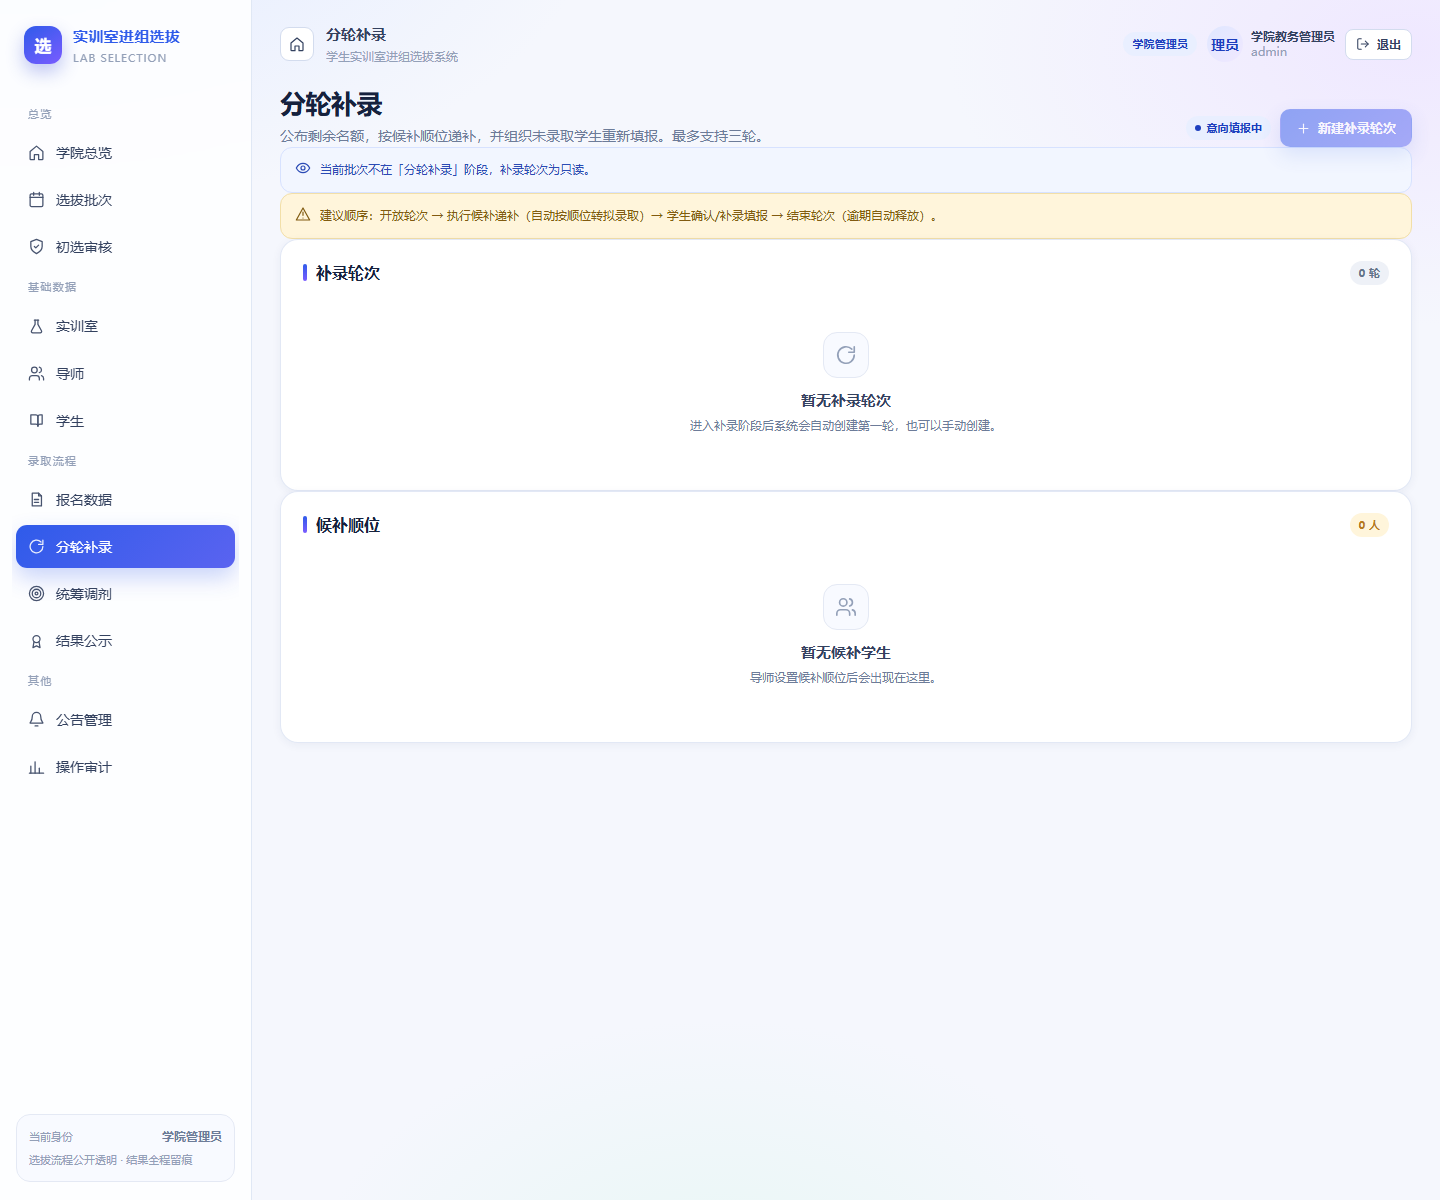 选
实训室进组选拔
LAB SELECTION
总览
学院总览
选拔批次
初选审核
基础数据
实训室
导师
学生
录取流程
报名数据
分轮补录
统筹调剂
结果公示
其他
公告管理
操作审计
当前身份
学院管理员
选拔流程公开透明 · 结果全程留痕
分轮补录
学生实训室进组选拔系统
学院管理员
理员
学院教务管理员
admin
退出
分轮补录
公布剩余名额，按候补顺位递补，并组织未录取学生重新填报。最多支持三轮。
意向填报中
新建补录轮次
当前批次不在「分轮补录」阶段，补录轮次为只读。
建议顺序：开放轮次 → 执行候补递补（自动按顺位转拟录取）→ 学生确认/补录填报 → 结束轮次（逾期自动释放）。
补录轮次
0 轮
暂无补录轮次
进入补录阶段后系统会自动创建第一轮，也可以手动创建。
候补顺位
0 人
暂无候补学生
导师设置候补顺位后会出现在这里。